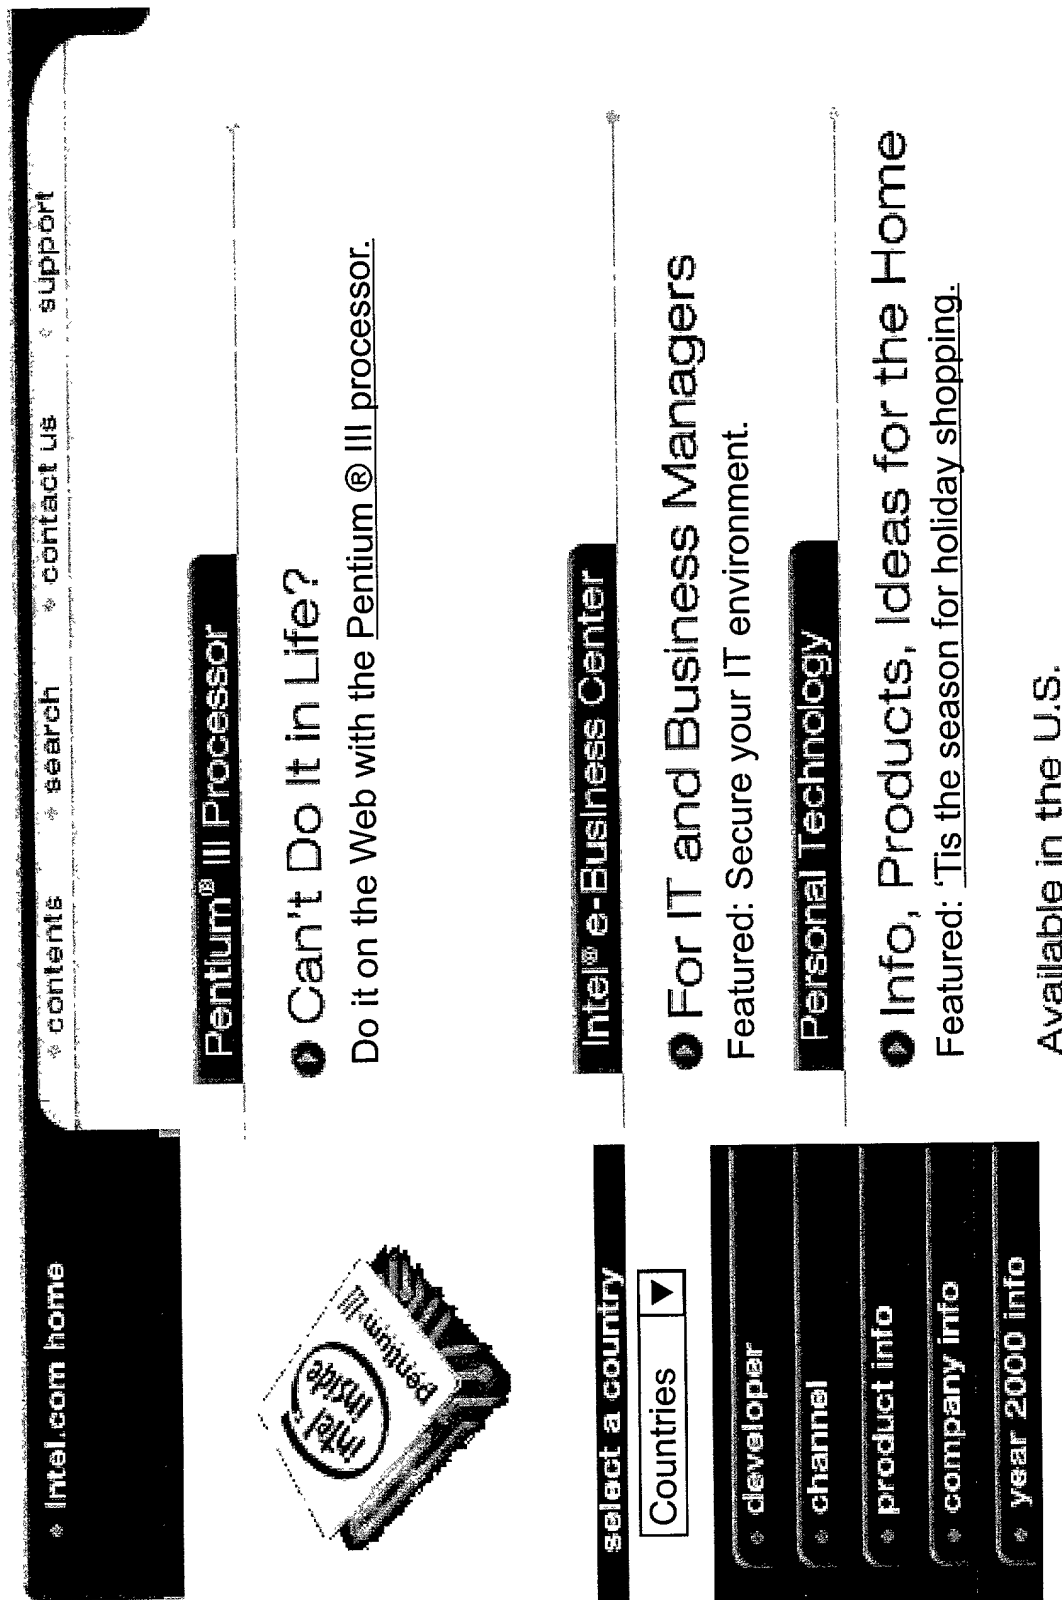 Intel.com home
contents search contact us support
intel inside pentium III
Pentium® III Processor
Can't Do It in Life?
Do it on the Web with the Pentium ® III processor.
select a country
Countries
Intel® e-Business Center
For IT and Business Managers
Featured: Secure your IT environment.
developer
channel
product info
company info
year 2000 info
Personal Technology
Info, Products, Ideas for the Home
Featured: 'Tis the season for holiday shopping.
Available in the U.S.